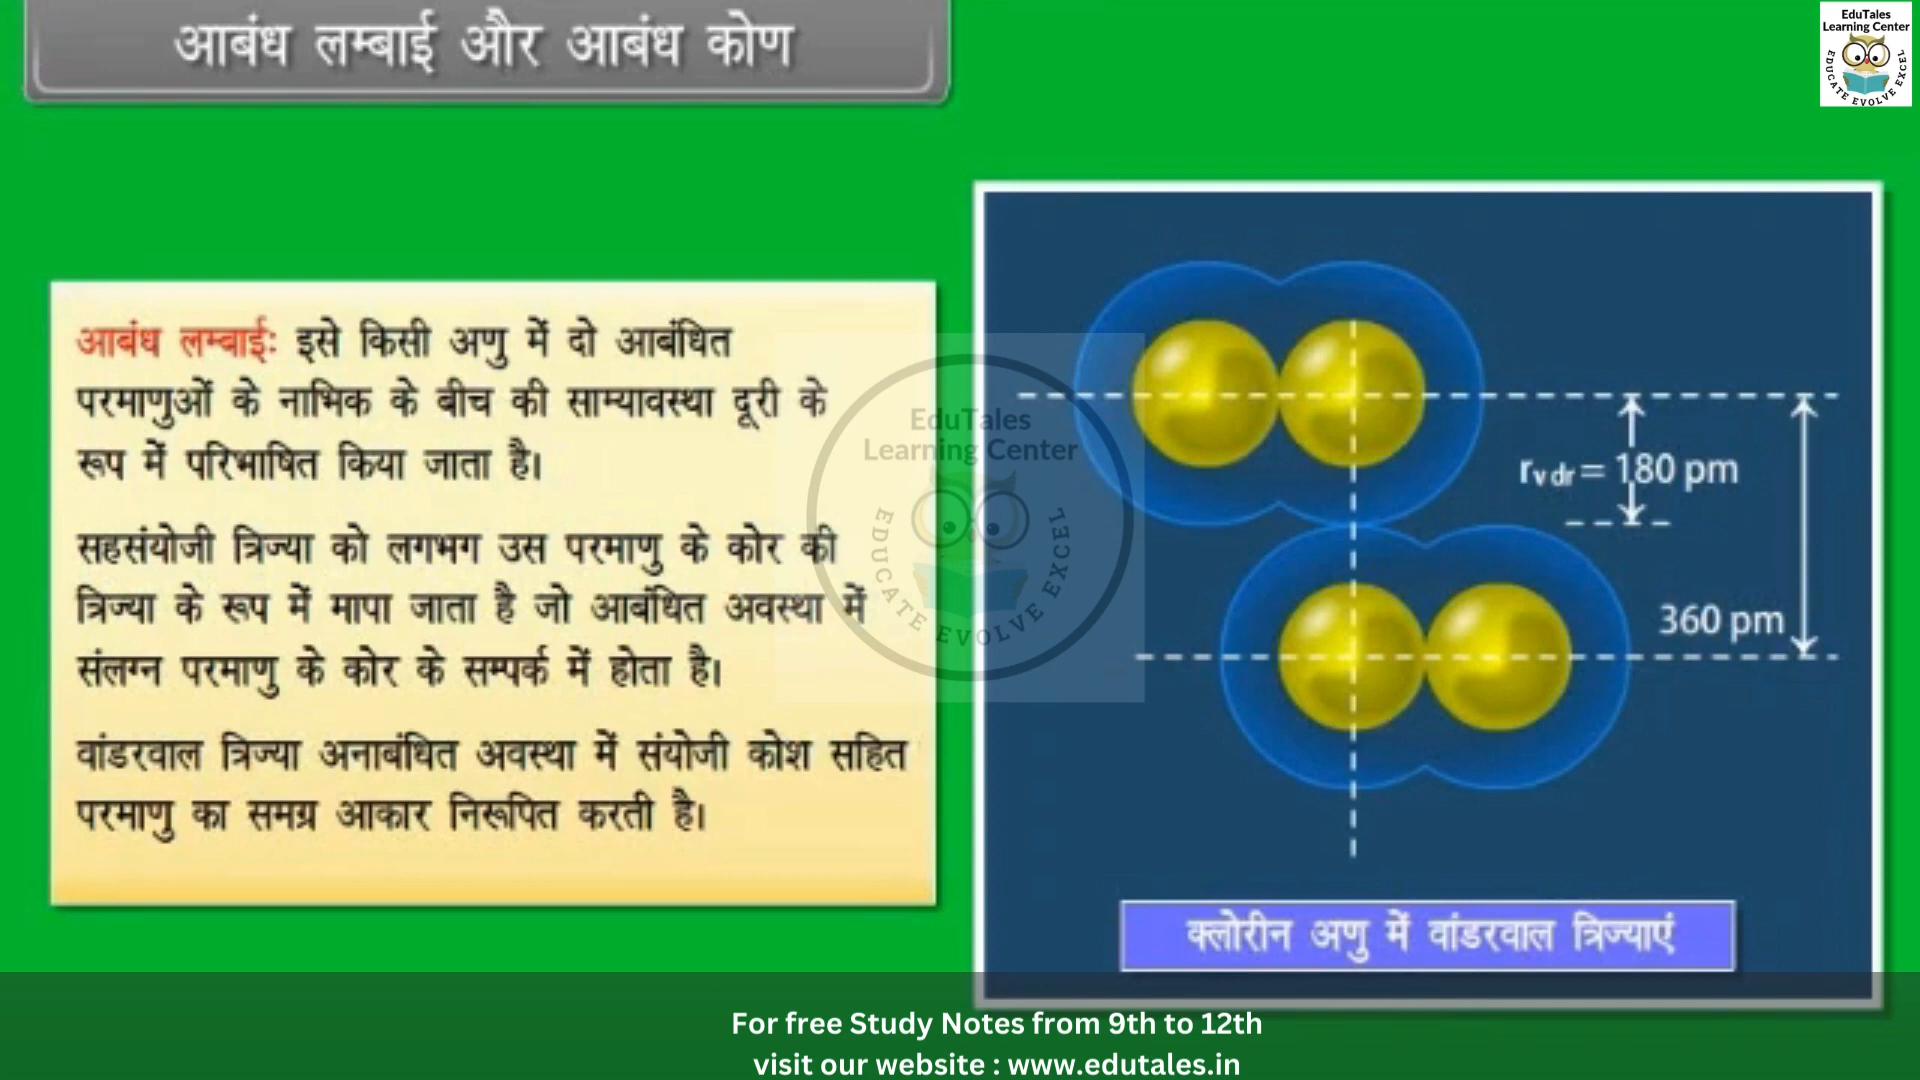 आबंध लम्बाई और आबंध कोण
EduTales
Learning Center
EDUCATE EVOLVE EXCEL
आबंध लम्बाईः इसे किसी अणु में दो आबंधित
परमाणुओं के नाभिक के बीच की साम्यावस्था दूरी के
रूप में परिभाषित किया जाता है।
सहसंयोजी त्रिज्या को लगभग उस परमाणु के कोर की
त्रिज्या के रूप में मापा जाता है जो आबंधित अवस्था में
संलग्न परमाणु के कोर के सम्पर्क में होता है।
वांडरवाल त्रिज्या अनाबंधित अवस्था में संयोजी कोश सहित
परमाणु का समग्र आकार निरूपित करती है।
EduTales
Learning Center
EDUCATE EVOLVE EXCEL
rvdr= 180 pm
360 pm
क्लोरीन अणु में वांडरवाल त्रिज्याएं
For free Study Notes from 9th to 12th
visit our website : www.edutales.in